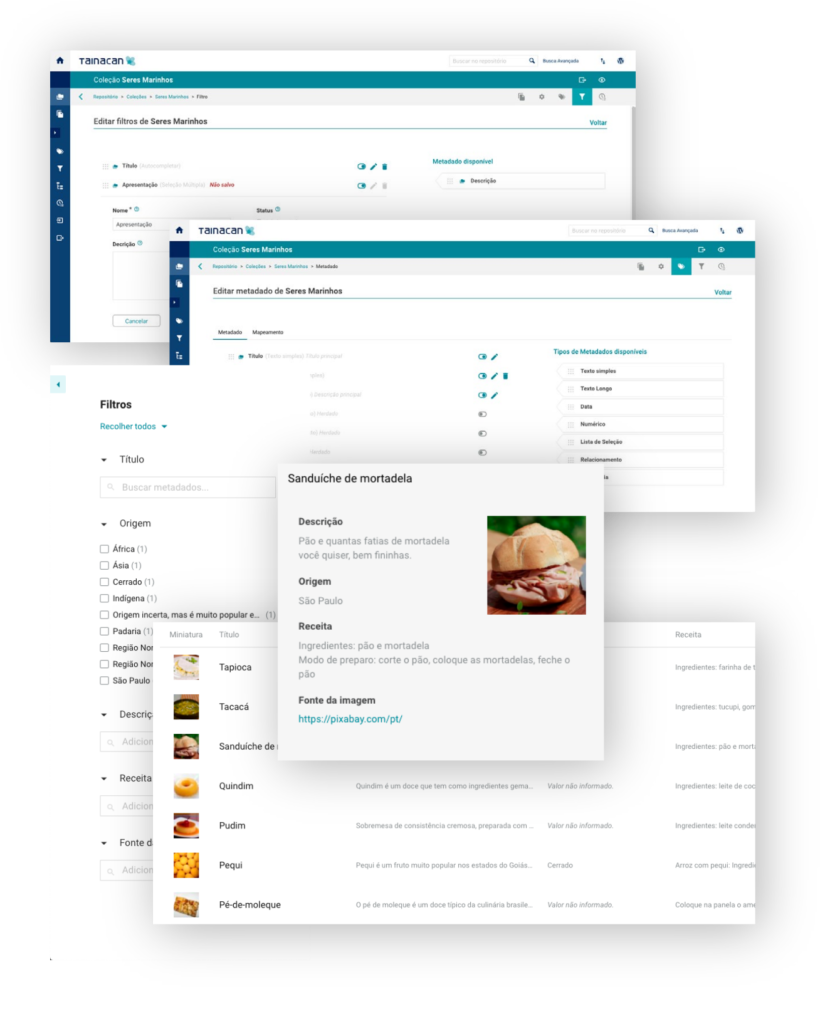 Tainacan
Buscar no repositório
Busca Avançada
Coleção Seres Marinhos
Repositório • Coleções • Seres Marinhos • Filtro
Editar filtros de Seres Marinhos
Voltar
Título (Autocompletar)
Apresentação (Seleção Múltipla) Não salvo
Metadado disponível
Descrição
Nome *
Status
Apresentação
Decrição
Cancelar
Tainacan
Buscar no repositório
Busca Avançada
Coleção Seres Marinhos
Repositório • Coleções • Seres Marinhos • Metadado
Editar metadado de Seres Marinhos
Voltar
Metadado Mapeamento
Título (Texto simples) Título principal
Descrição principal
Herdado
Herdado
Tipos de Metadados disponíveis
Texto simples
Texto Longa
Data
Numérico
Lista de Seleção
Relacionamento
Filtros
Recolher todos
Título
Buscar metadados...
Origem
África (1)
Ásia (1)
Cerrado (1)
Indígena (1)
Origem incerta, mas é muito popular e... (1)
Padaria (1)
Região Nor
Região Nor
São Paulo
Descriç
Adicion
Receita
Adicion
Fonte d
Adicion
Sanduíche de mortadela
Descrição
Pão e quantas fatias de mortadela
você quiser, bem fininhas.
Origem
São Paulo
Receita
Ingredientes: pão e mortadela
Modo de preparo: corte o pão, coloque as mortadelas, feche o
pão
Fonte da imagem
https://pixabay.com/pt/
Miniatura Título Receita
Tapioca Ingredientes: farinha de t
Tacacá Ingredientes: tucupi, gom
Sanduíche de Ingredientes: pão e morta
Quindim Quindim é um doce que tem como ingredientes gema... Valor não informado. Ingredientes: leite de coc
Pudim Sobremesa de consistência cremosa, preparada com ... Valor não informado. Ingredientes: leite conden
Pequi Pequi é um fruto muito popular nos estados do Goiás... Cerrado Arroz com pequi: Ingredie
Pé-de-moleque O pé de moleque é um doce típico da culinária brasile... Valor não informado. Coloque na panela o ame